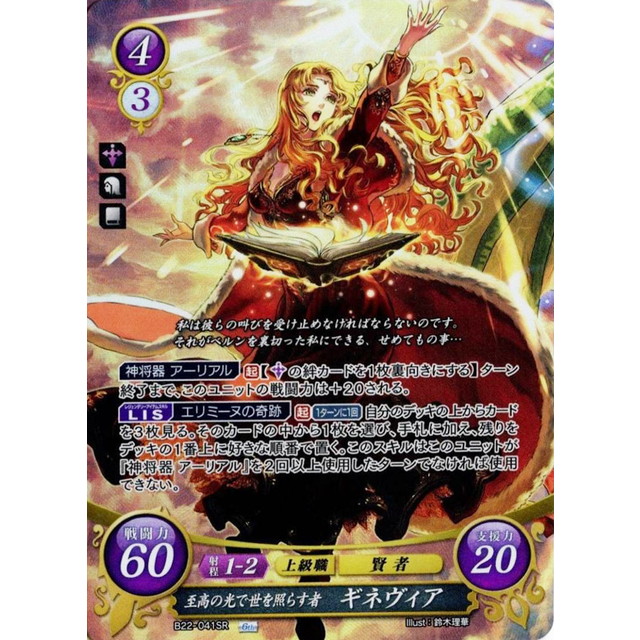 4
3
私は彼らの叫びを受け止めなければならないのです。
それがベルンを裏切った私にできる、せめてもの事…
神将器 アーリアル 起【の絆カードを1枚裏向きにする】ターン
終了まで、このユニットの戦闘力は+20される。
LIS エリミーヌの奇跡 起 1ターンに1回 自分のデッキの上からカード
を3枚見る。そのカードの中から1枚を選び、手札に加え、残りを
デッキの1番上に好きな順番で置く。このスキルはこのユニットが
『神将器 アーリアル』を2回以上使用したターンでなければ使用
できない。
戦闘力
60
射程 1-2 上級職 賢者
支援力
20
至高の光で世を照らす者 ギネヴィア
B22-041SR
Illust:鈴木理華